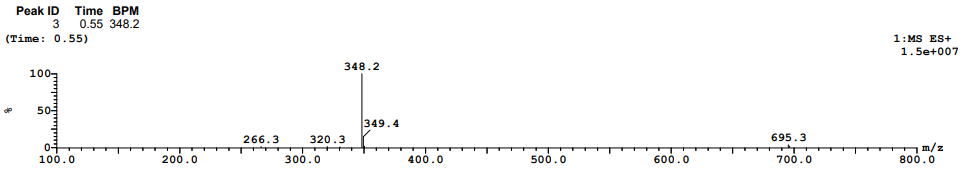 Peak ID Time BPM
3 0.55 348.2
(Time: 0.55)
1:MS ES+
1.5e+007
348.2
100
%
50
349.4
266.3 320.3 695.3
0
m/z
100.0 200.0 300.0 400.0 500.0 600.0 700.0 800.0